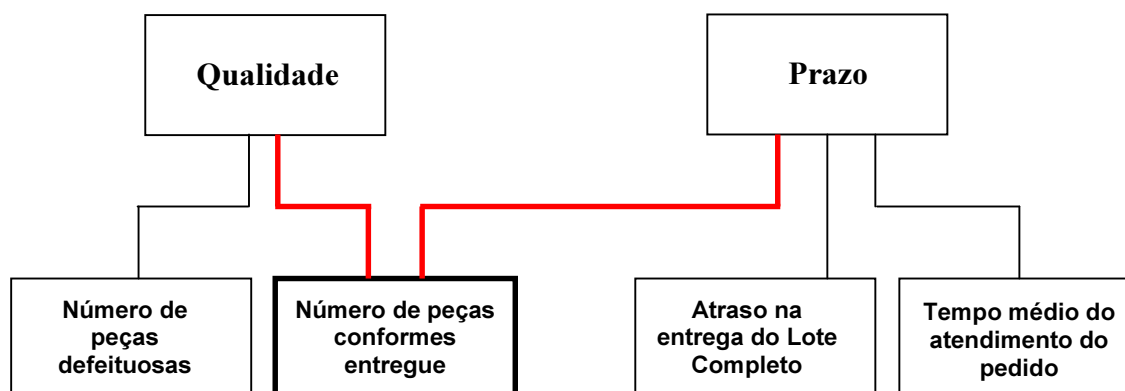 Qualidade
Prazo
Número de
peças
defeituosas
Número de peças
conformes
entregue
Atraso na
entrega do Lote
Completo
Tempo médio do
atendimento do
pedido